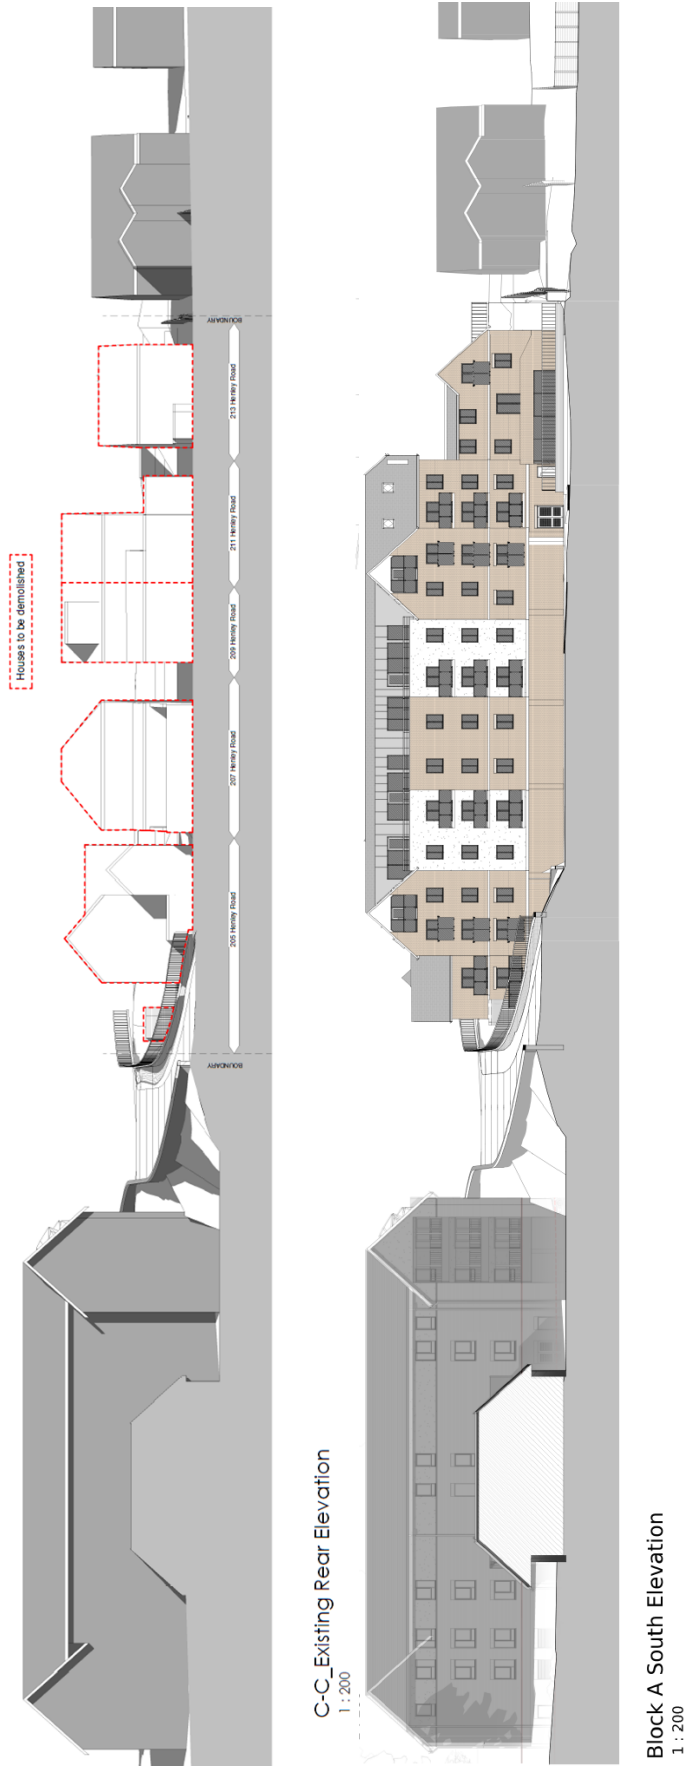 Houses to be demolished
BOUNDARY
213 Henley Road
211 Henley Road
209 Henley Road
207 Henley Road
205 Henley Road
BOUNDARY
C-C_Existing Rear Elevation
1 : 200
Block A South Elevation
1 : 200